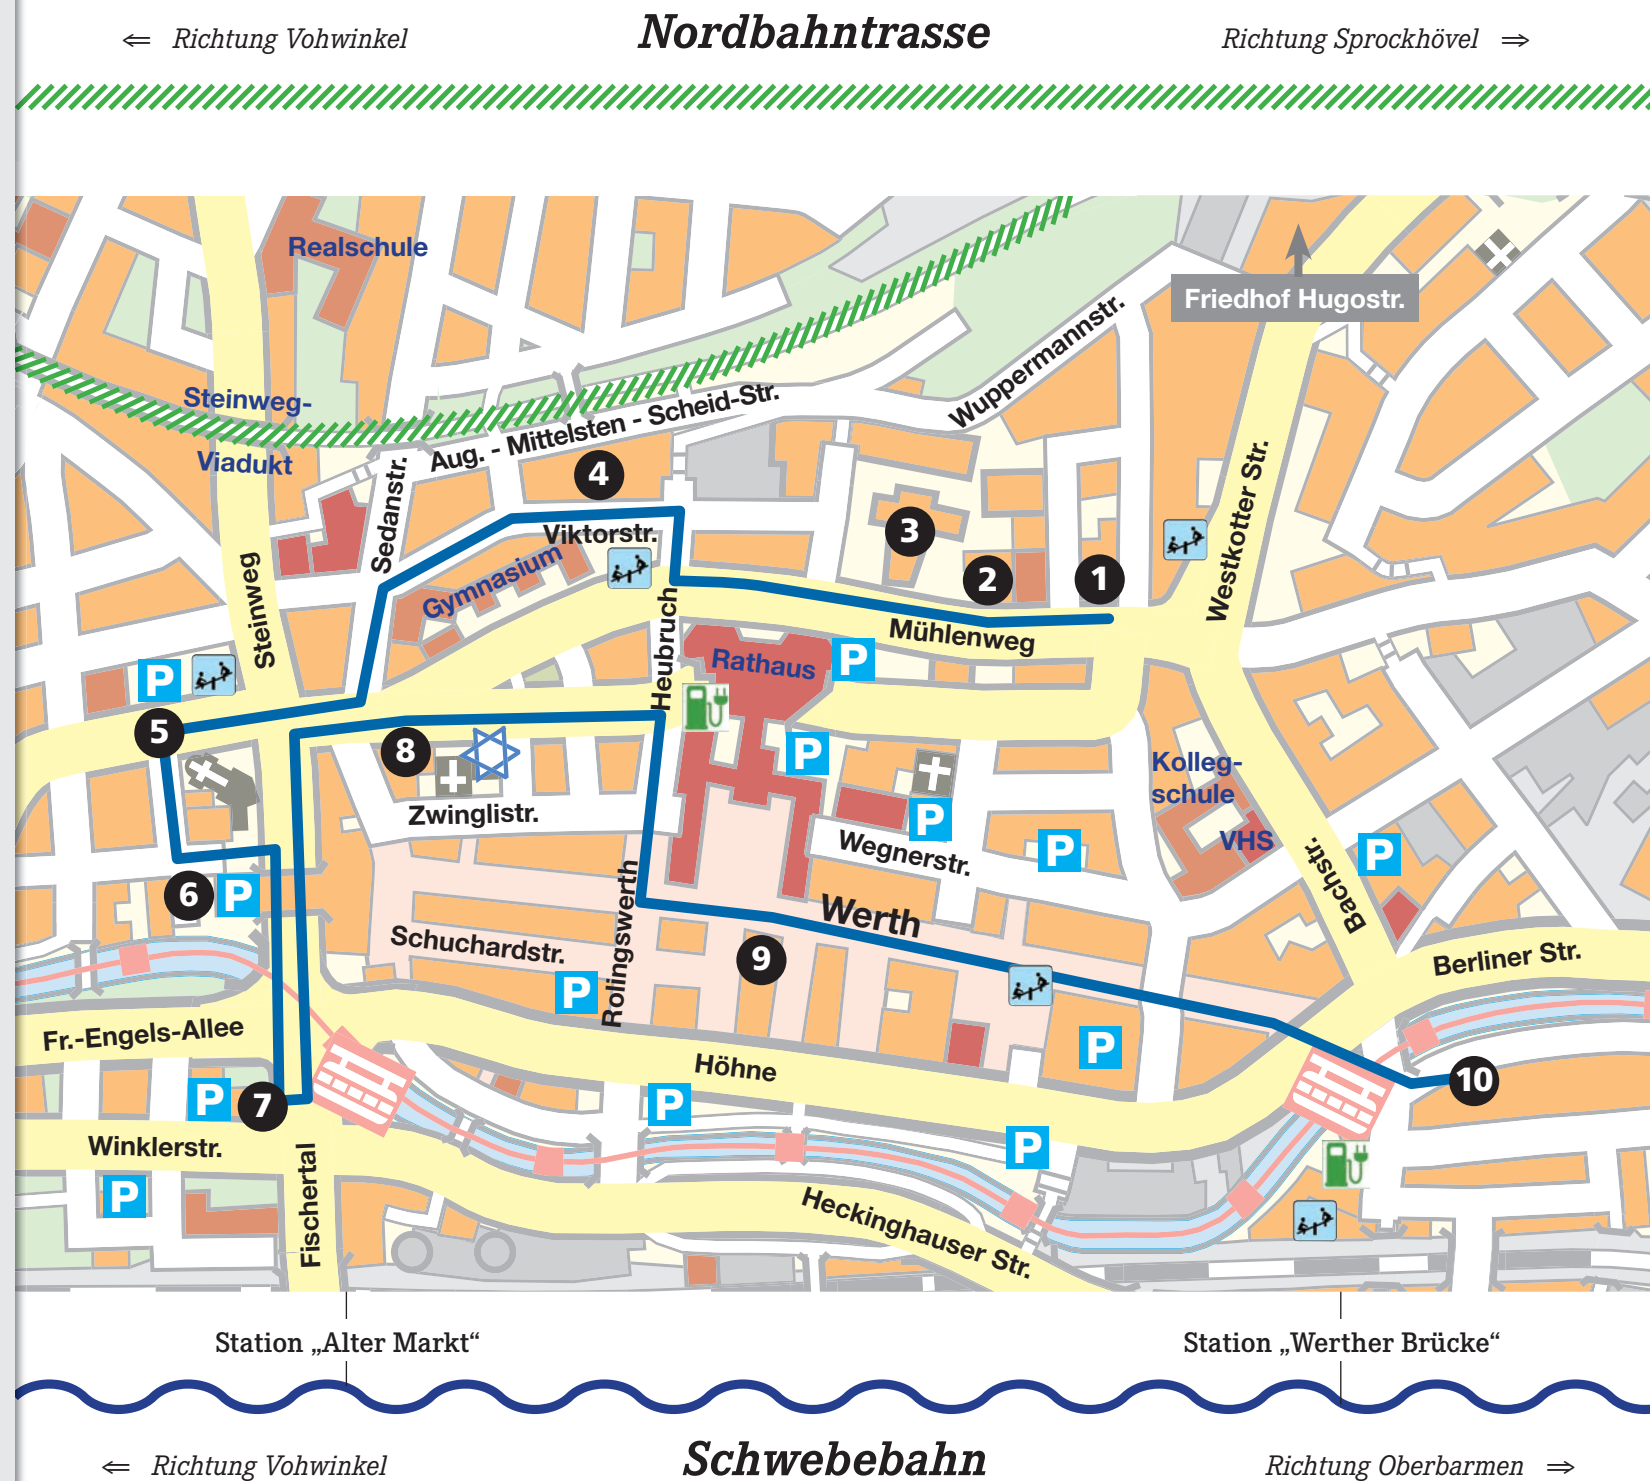 ⇐ Richtung Vohwinkel
Nordbahntrasse
Richtung Sprockhövel ⇒
Realschule
Friedhof Hugostr.
Wuppermannstr.
Steinweg-
Viadukt
Aug. - Mittelsten - Scheid-Str.
Sedanstr.
4
Viktorstr.
Gymnasium
3
2
1
Westkotter Str.
Steinweg
Heubruch
Mühlenweg
Rathaus
P
P
5
8
P
Zwinglistr.
Kolleg-
schule
VHS
P
Wegnerstr.
P
P
Bachstr.
6
P
Rolingswerth
Werth
Schuchardstr.
9
P
Berliner Str.
Fr.-Engels-Allee
Höhne
P
10
P
7
P
Winklerstr.
P
P
Fischertal
Heckinghauser Str.
Station „Alter Markt“
Station „Werther Brücke“
⇐ Richtung Vohwinkel
Schwebebahn
Richtung Oberbarmen ⇒